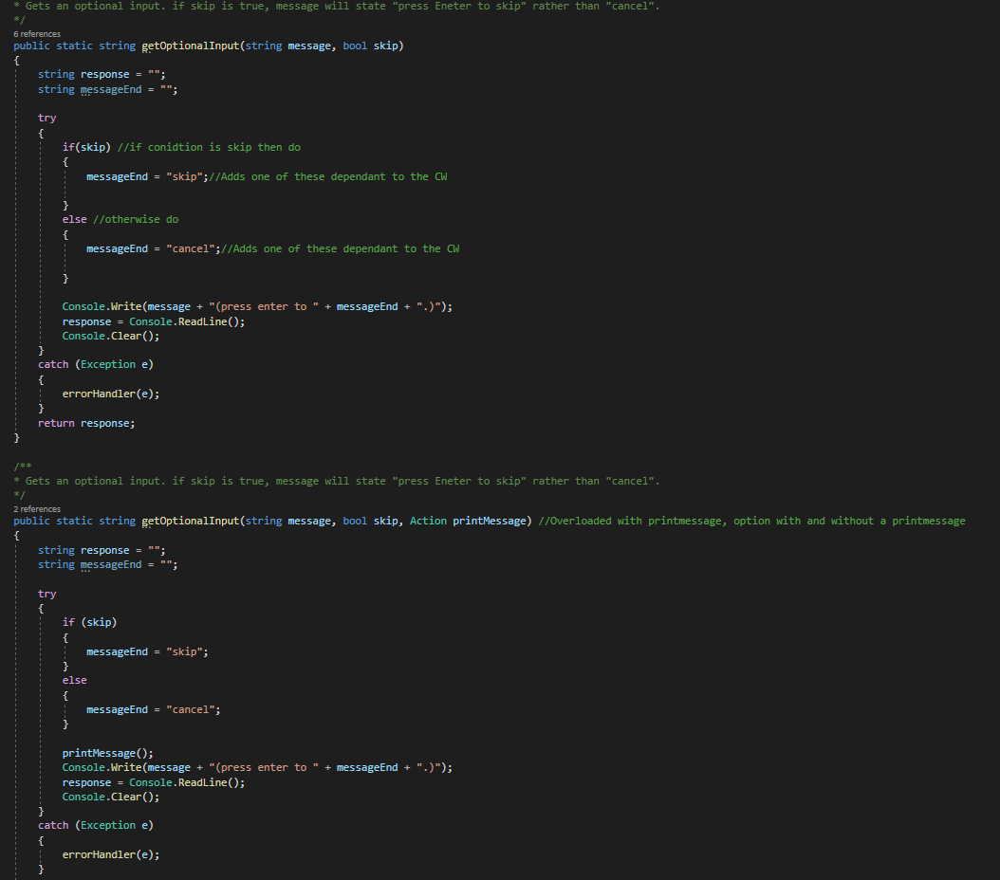 * Gets an optional input. if skip is true, message will state "press Eneter to skip" rather than "cancel".
*/
6 references
public static string getOptionalInput(string message, bool skip)
{
string response = "";
string messageEnd = "";
try
{
if(skip) //if conidtion is skip then do
{
messageEnd = "skip";//Adds one of these dependant to the CW
}
else //otherwise do
{
messageEnd = "cancel";//Adds one of these dependant to the CW
}
Console.Write(message + "(press enter to " + messageEnd + ".)");
response = Console.ReadLine();
Console.Clear();
}
catch (Exception e)
{
errorHandler(e);
}
return response;
}
/**
* Gets an optional input. if skip is true, message will state "press Eneter to skip" rather than "cancel".
*/
2 references
public static string getOptionalInput(string message, bool skip, Action printMessage) //Overloaded with printmessage, option with and without a printmessage
{
string response = "";
string messageEnd = "";
try
{
if (skip)
{
messageEnd = "skip";
}
else
{
messageEnd = "cancel";
}
printMessage();
Console.Write(message + "(press enter to " + messageEnd + ".)");
response = Console.ReadLine();
Console.Clear();
}
catch (Exception e)
{
errorHandler(e);
}